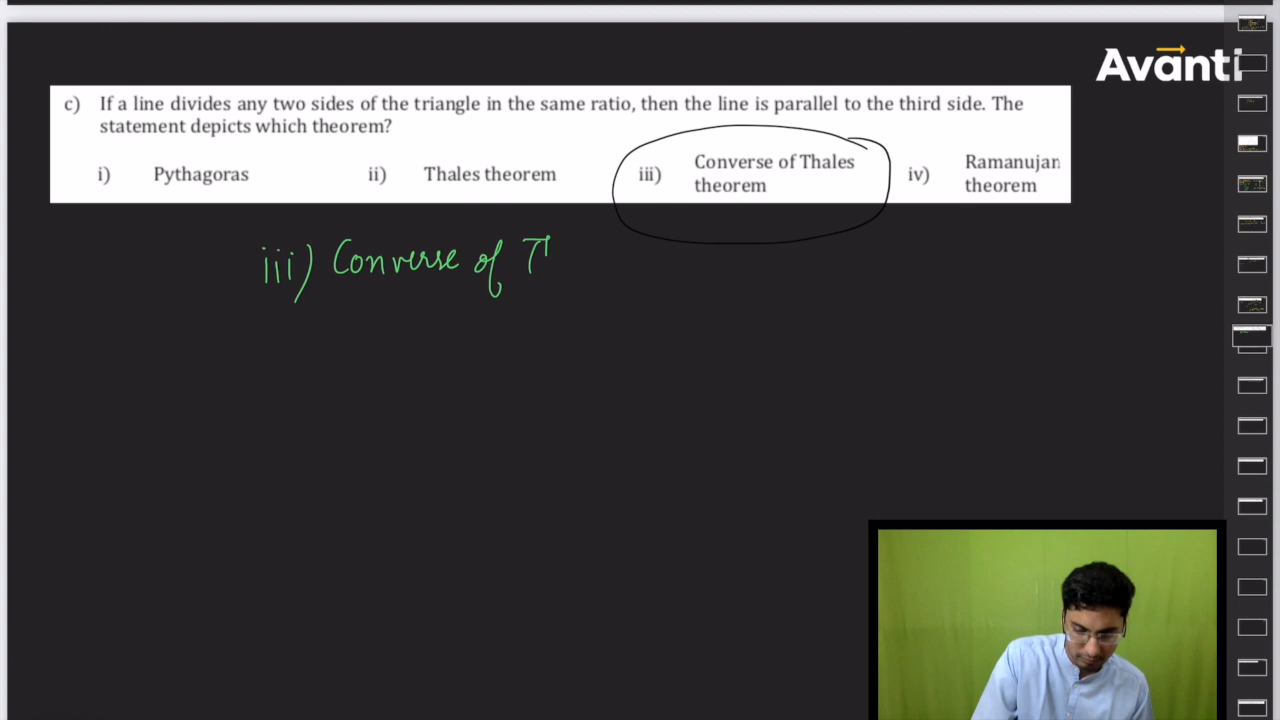 Avanti
c) If a line divides any two sides of the triangle in the same ratio, then the line is parallel to the third side. The
statement depicts which theorem?
i) Pythagoras ii) Thales theorem iii) Converse of Thales theorem iv) Ramanujan theorem
iii) Converse of T